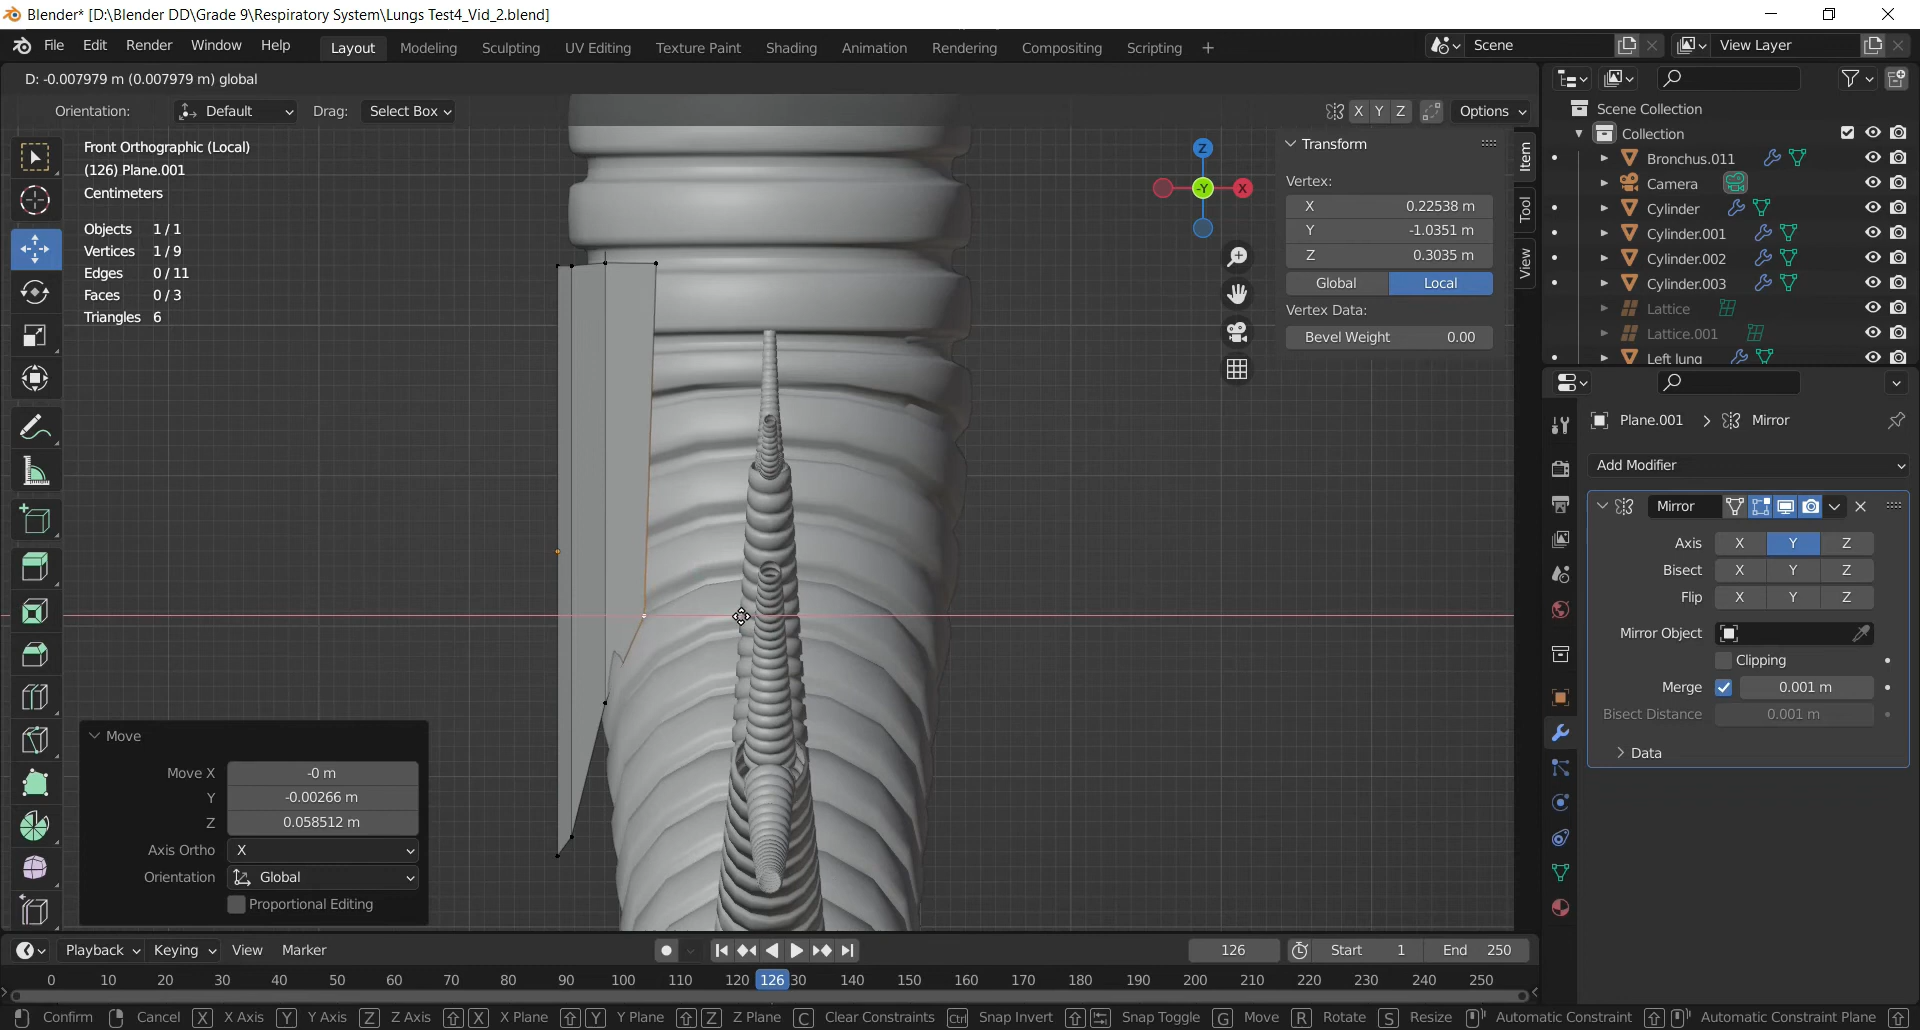 Blender* [D:\Blender DD\Grade 9\Respiratory System\Lungs Test4_Vid_2.blend]
File Edit Render Window Help Layout Modeling Sculpting UV Editing Texture Paint Shading Animation Rendering Compositing Scripting + Scene View Layer
D: -0.007979 m (0.007979 m) global
Orientation: Default Drag: Select Box X Y Z Options
Front Orthographic (Local)
(126) Plane.001
Centimeters
Objects 1/1
Vertices 1/9
Edges 0/11
Faces 0/3
Triangles 6
Z
-Y X
Transform
Vertex:
X 0.22538 m
Y -1.0351 m
Z 0.3035 m
Global Local
Vertex Data:
Bevel Weight 0.00
Item
Tool
View
Scene Collection
Collection
Bronchus.011
Camera
Cylinder
Cylinder.001
Cylinder.002
Cylinder.003
Lattice
Lattice.001
Left lung
Plane.001 > Mirror
Add Modifier
Mirror
Axis X Y Z
Bisect X Y Z
Flip X Y Z
Mirror Object
Clipping
Merge 0.001 m
Bisect Distance 0.001 m
Data
Move
Move X -0 m
Y -0.00266 m
Z 0.058512 m
Axis Ortho X
Orientation Global
Proportional Editing
Playback Keying View Marker 126 Start 1 End 250
0 10 20 30 40 50 60 70 80 90 100 110 120 126 30 140 150 160 170 180 190 200 210 220 230 240 250
Confirm Cancel X X Axis Y Y Axis Z Z Axis X X Plane Y Y Plane Z Z Plane C Clear Constraints Ctrl Snap Invert Snap Toggle G Move R Rotate S Resize Automatic Constraint Automatic Constraint Plane